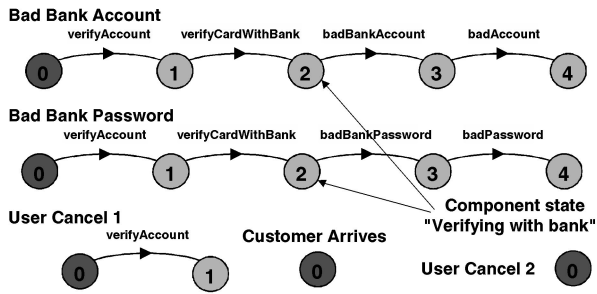 Bad Bank Account
verifyAccount verifyCardWithBank badBankAccount badAccount
0 1 2 3 4
Bad Bank Password
verifyAccount verifyCardWithBank badBankPassword badPassword
0 1 2 3 4
User Cancel 1
verifyAccount
0 1
Customer Arrives
0
Component state
"Verifying with bank"
User Cancel 2 0